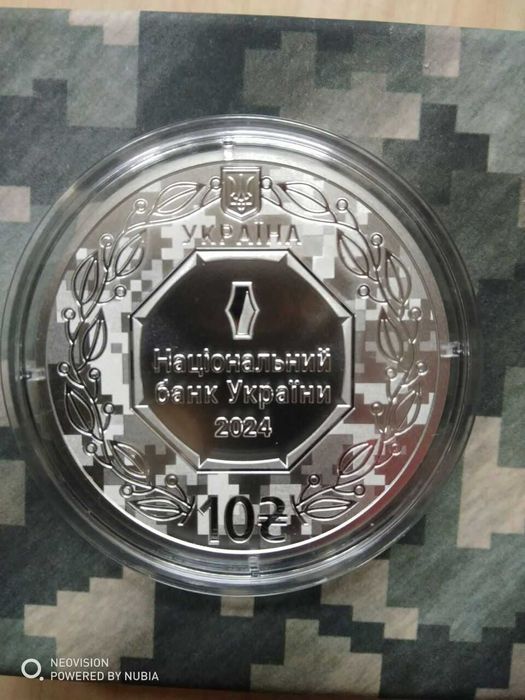 УКРАЇНА
Національний
банк України
2024
10₴
NEOVISION
POWERED BY NUBIA